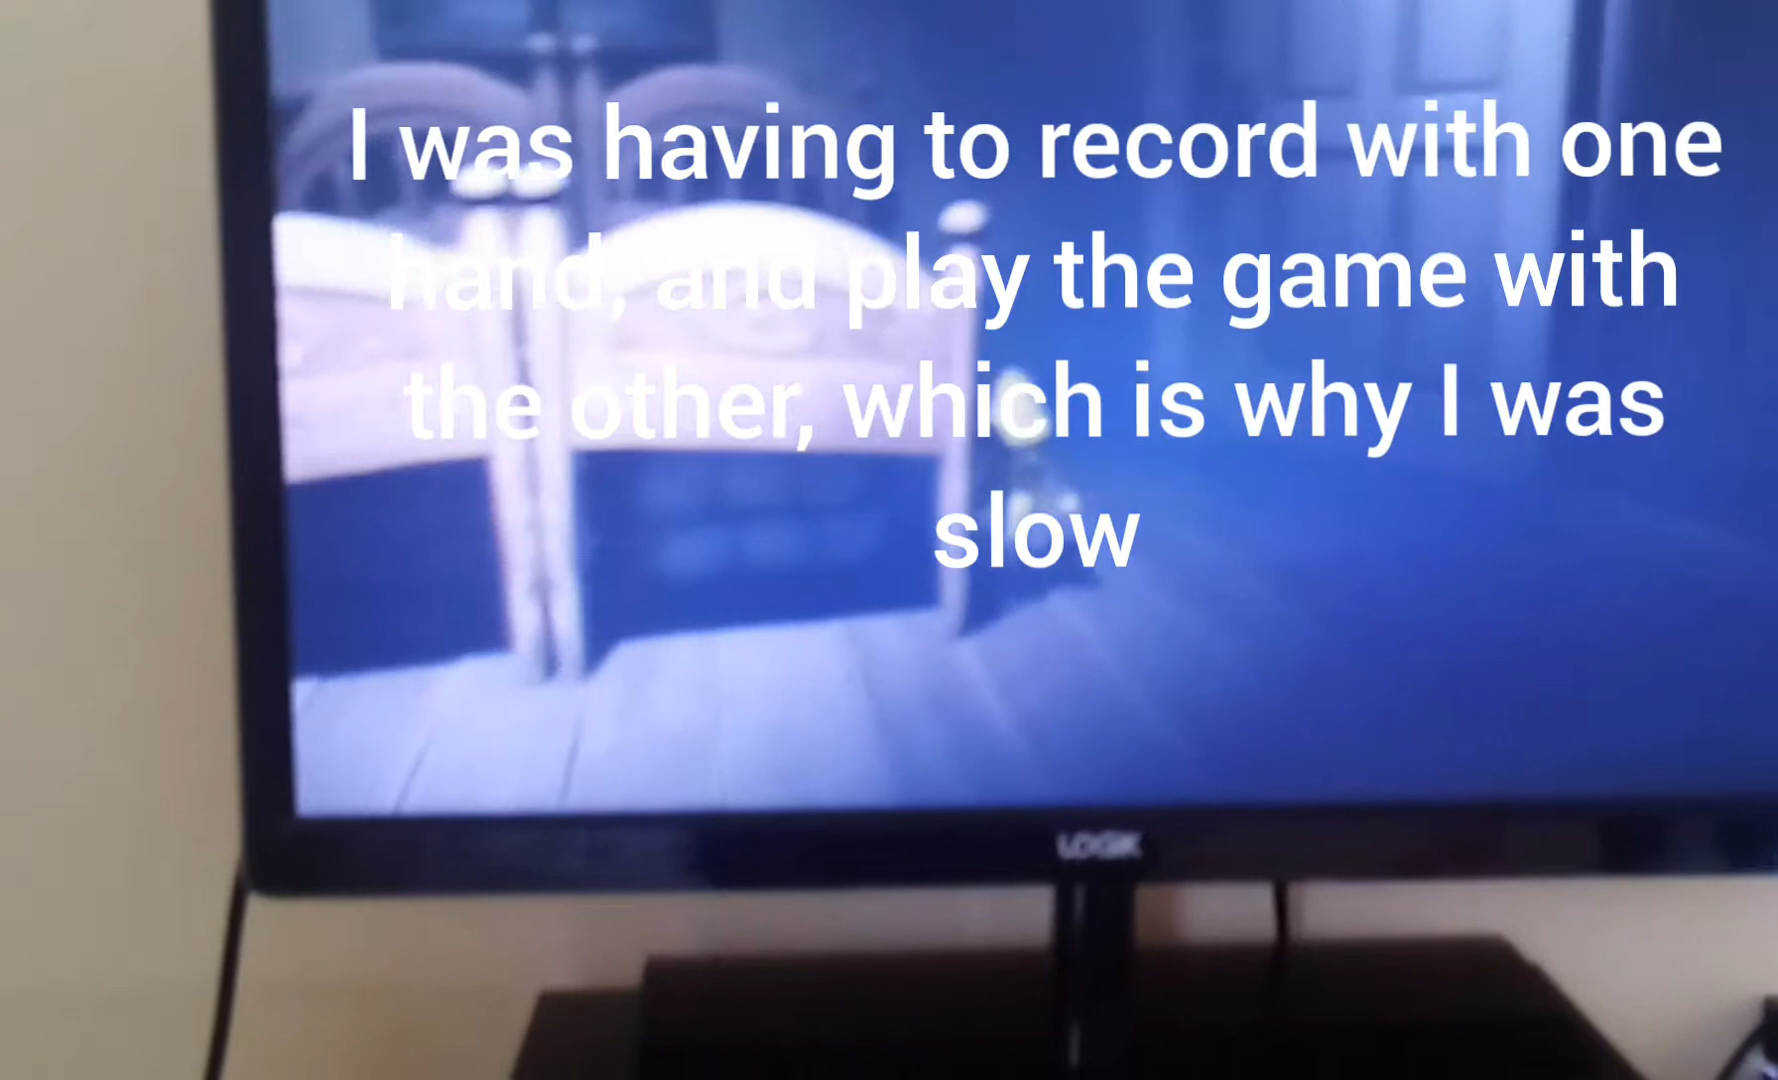 I was having to record with one
hand, and play the game with
the other, which is why I was
slow
LOGIK